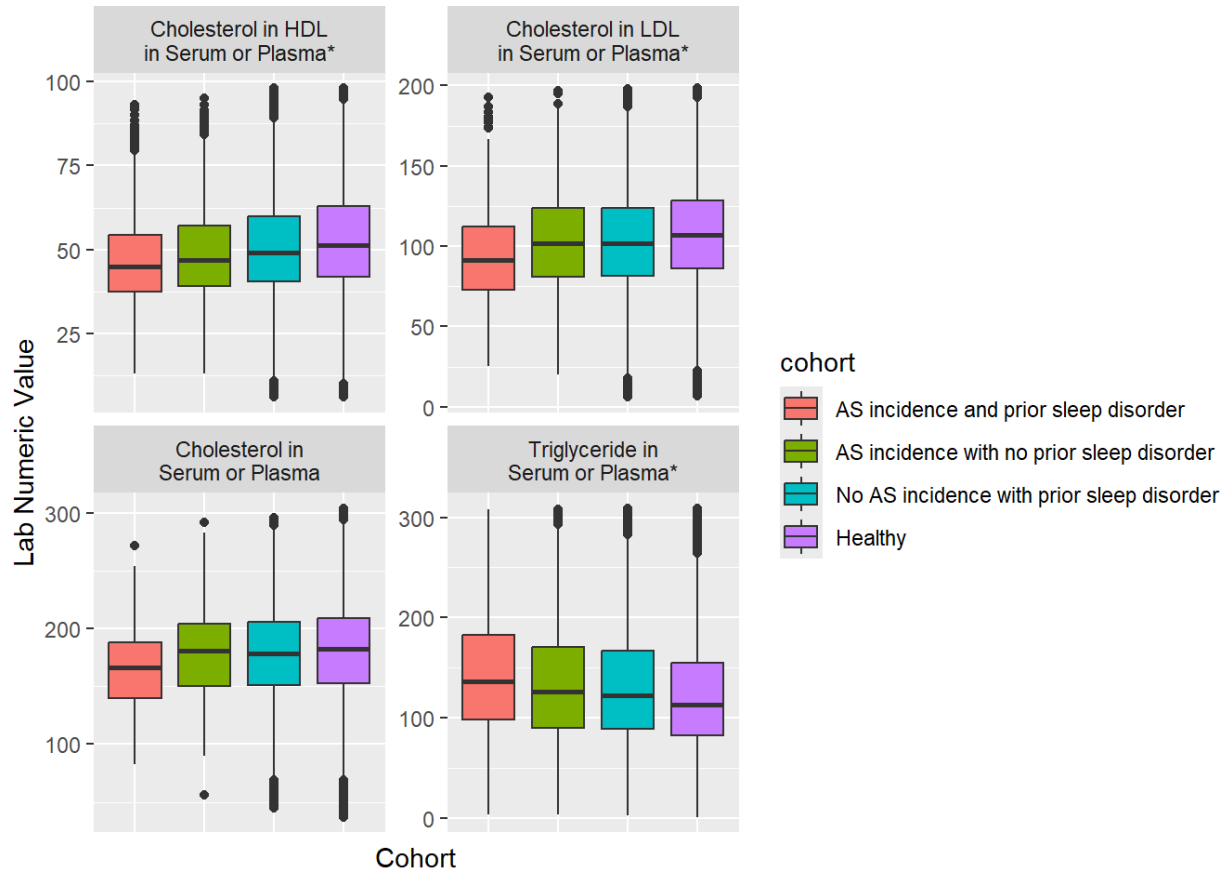 Cholesterol in HDL
in Serum or Plasma*
Cholesterol in LDL
in Serum or Plasma*
100
75
50
25
200
150
100
50
0
Lab Numeric Value
Cholesterol in
Serum or Plasma
Triglyceride in
Serum or Plasma*
300
200
100
300
200
100
0
Cohort
cohort
AS incidence and prior sleep disorder
AS incidence with no prior sleep disorder
No AS incidence with prior sleep disorder
Healthy